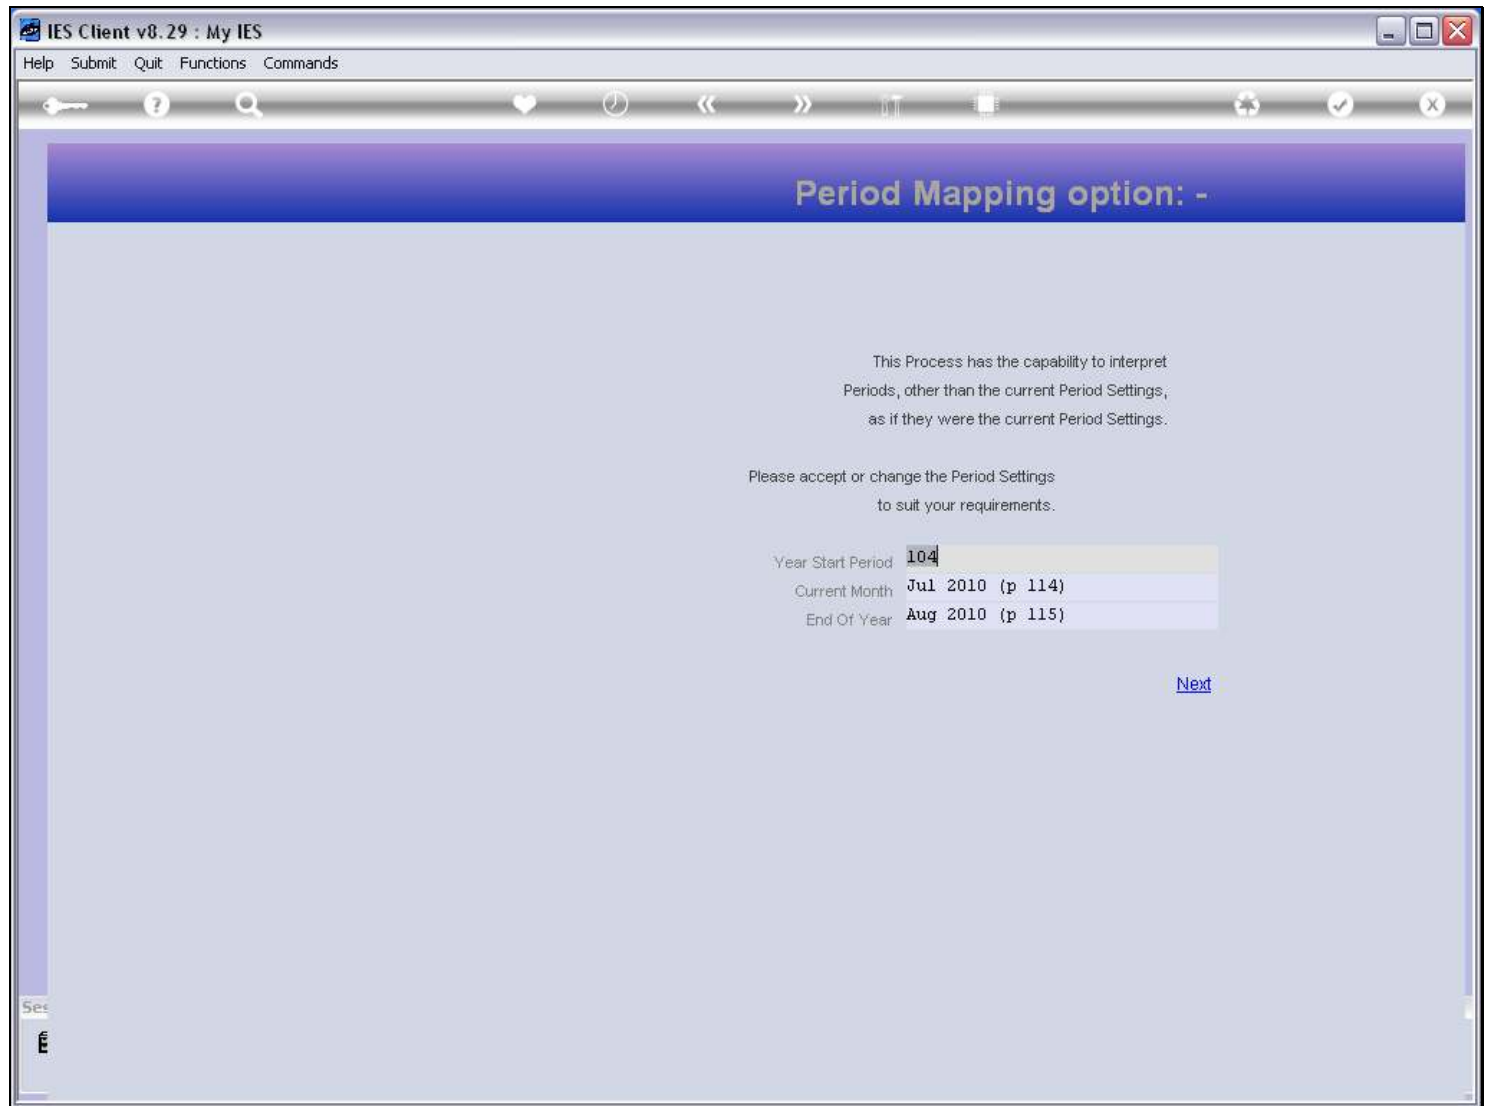 IES Client v8.29 : My IES
Help Submit Quit Functions Commands
Period Mapping option: -
This Process has the capability to interpret
Periods, other than the current Period Settings,
as if they were the current Period Settings.
Please accept or change the Period Settings
to suit your requirements.
Year Start Period 104
Current Month Jul 2010 (p 114)
End Of Year Aug 2010 (p 115)
Next